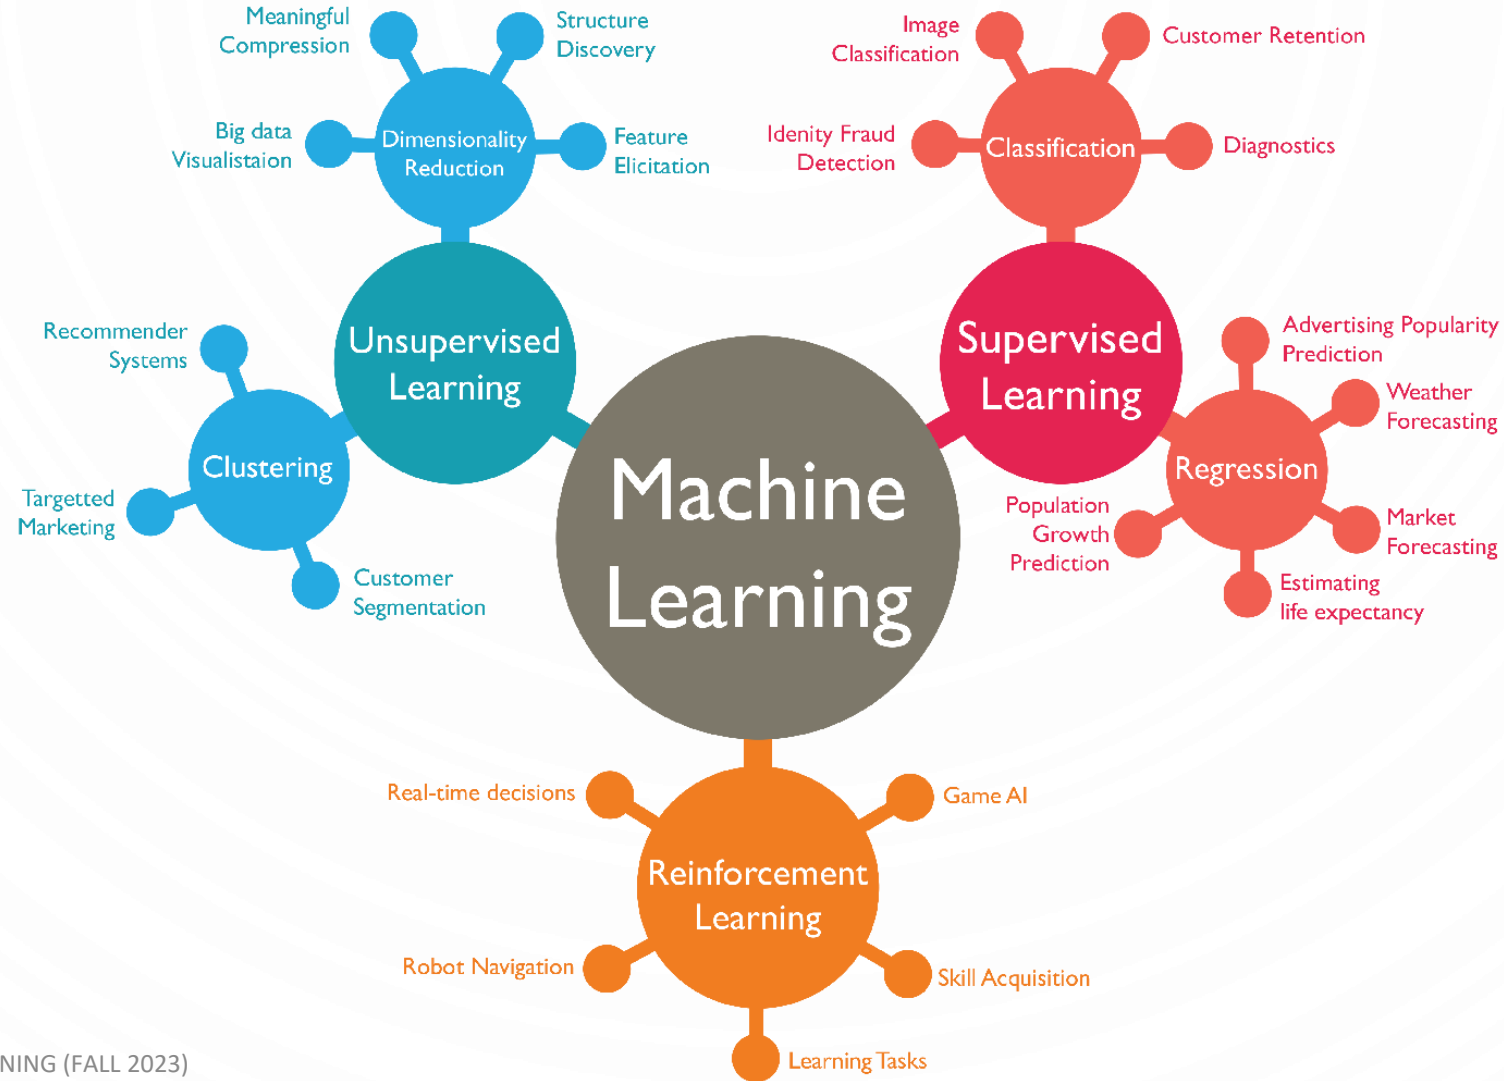 Meaningful
Compression
Structure
Discovery
Big data
Visualistaion
Dimensionality
Reduction
Feature
Elicitation
Image
Classification
Customer Retention
Idenity Fraud
Detection
Classification
Diagnostics
Unsupervised
Learning
Supervised
Learning
Recommender
Systems
Clustering
Targetted
Marketing
Customer
Segmentation
Machine
Learning
Advertising Popularity
Prediction
Weather
Forecasting
Regression
Population
Growth
Prediction
Market
Forecasting
Estimating
life expectancy
Real-time decisions
Game AI
Reinforcement
Learning
Robot Navigation
Skill Acquisition
Learning Tasks
NING (FALL 2023)